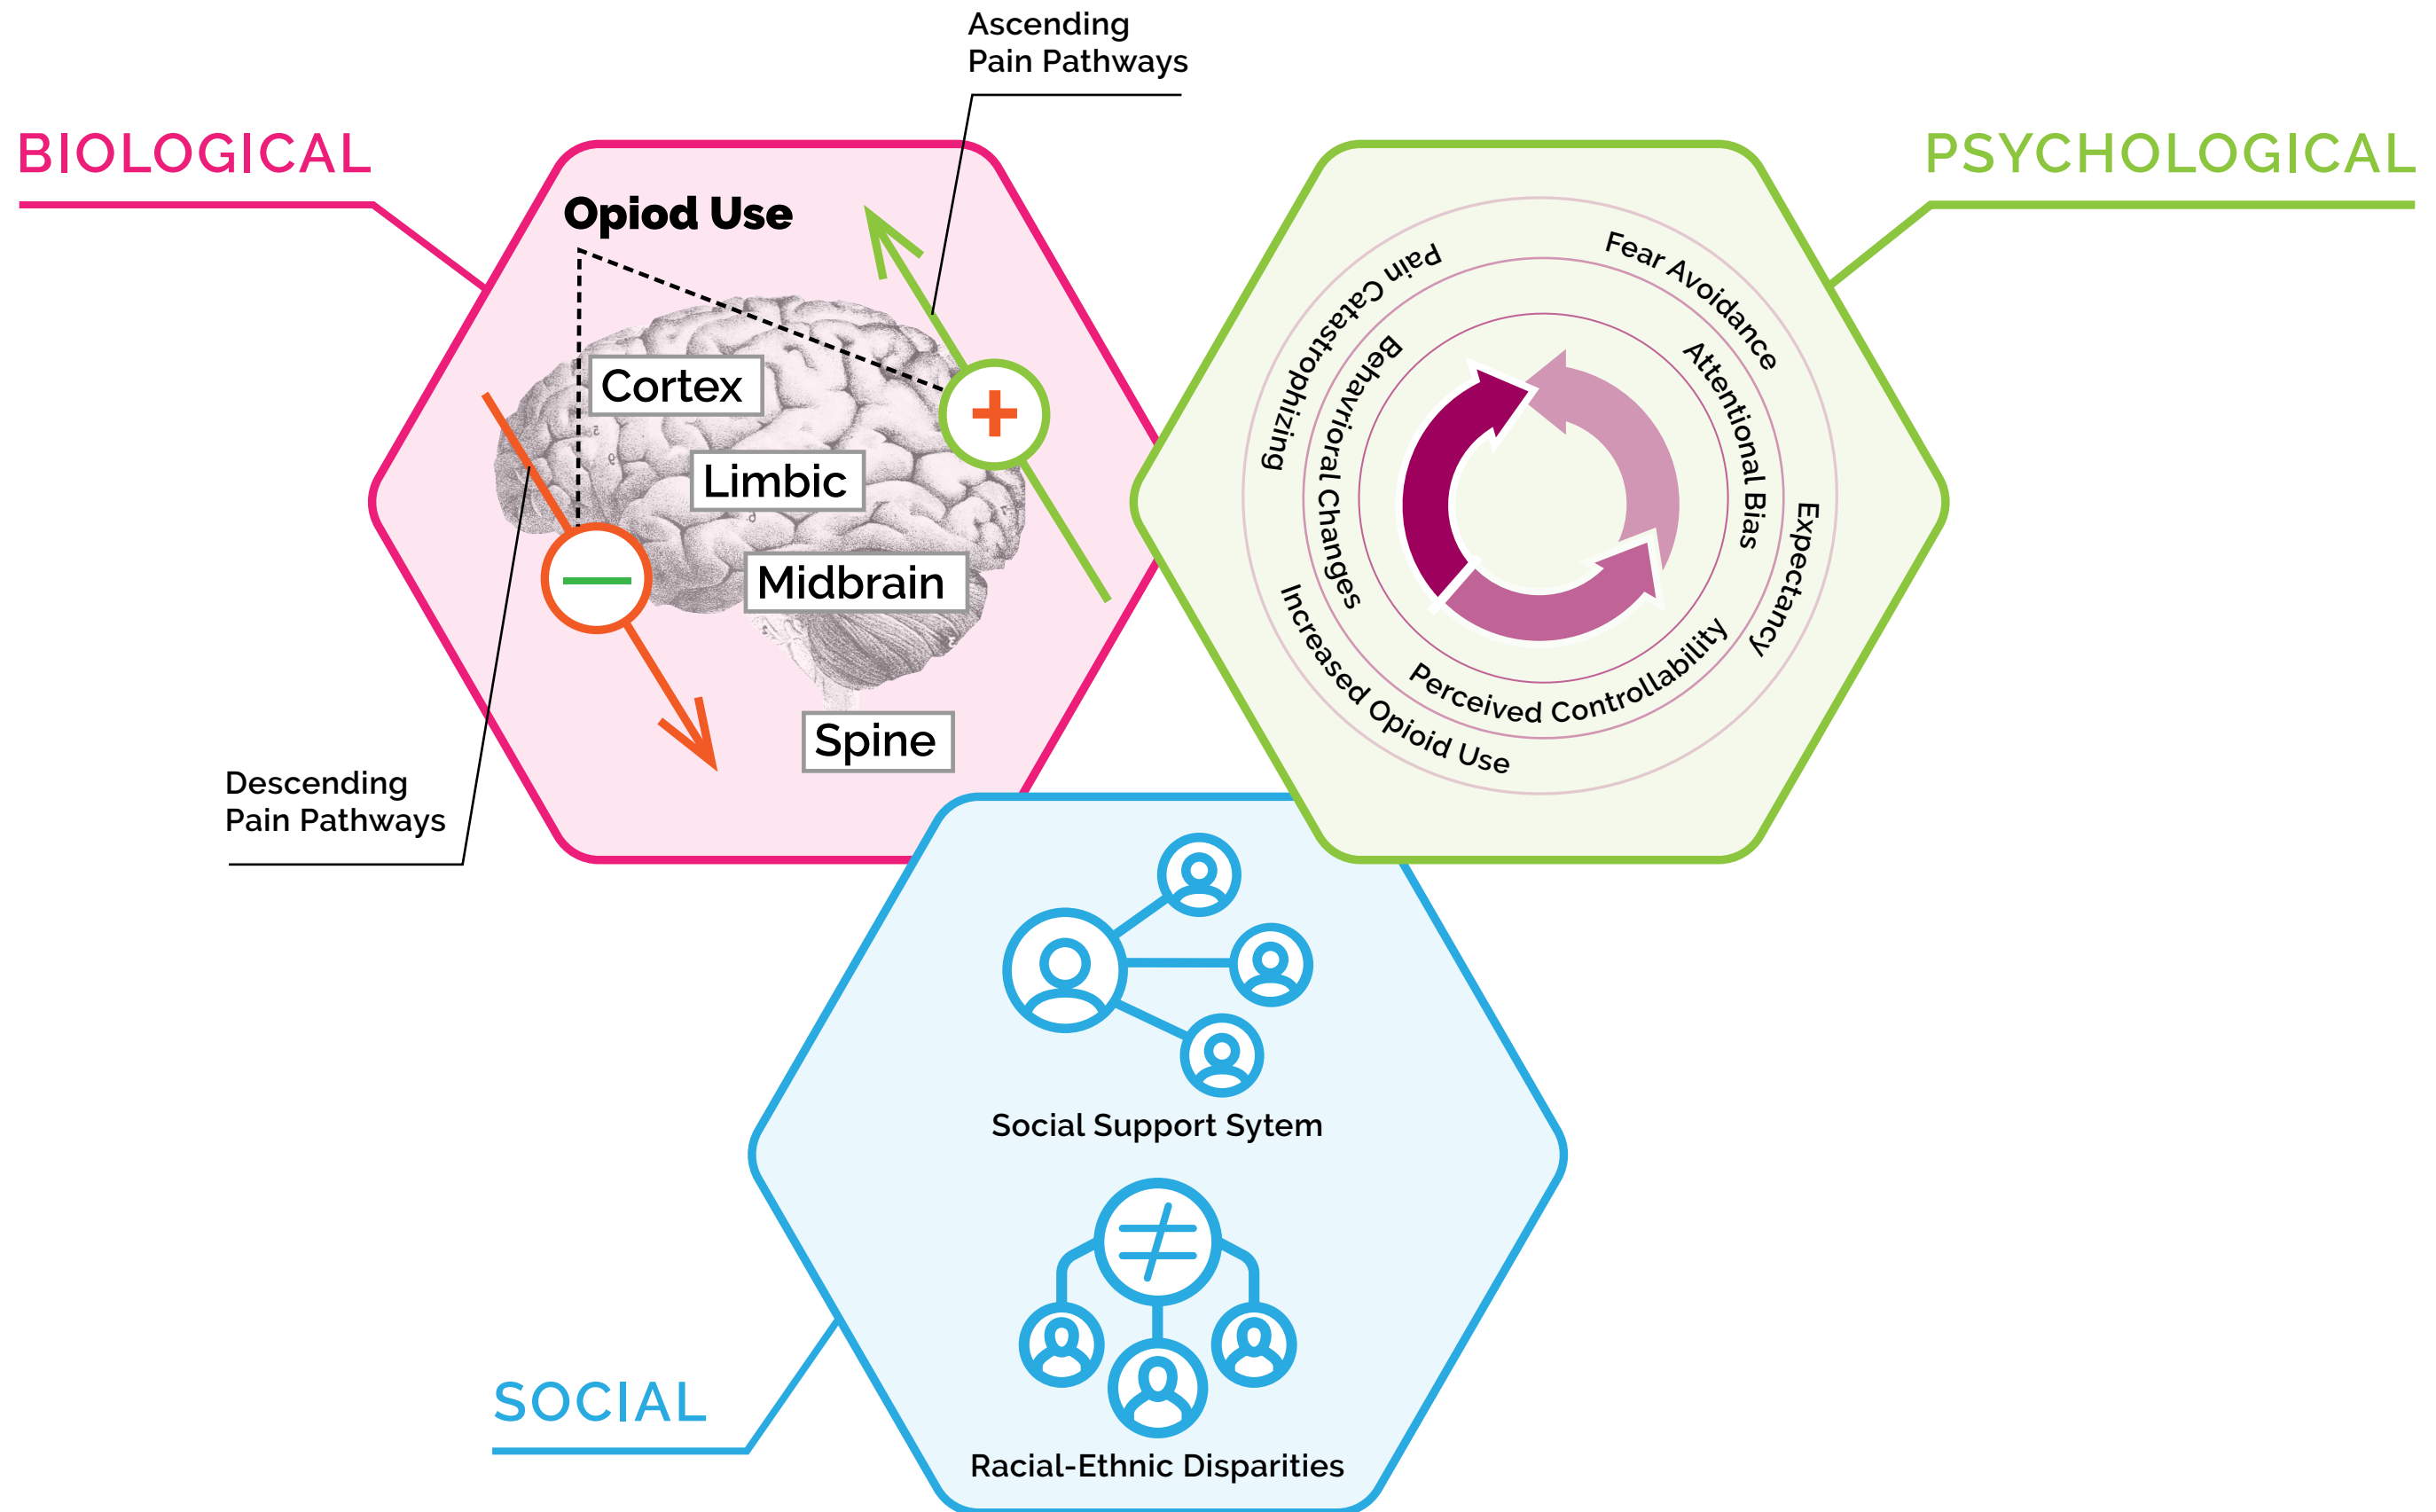 Ascending
Pain Pathways
BIOLOGICAL
PSYCHOLOGICAL
Opiod Use
Cortex
Limbic
Midbrain
Spine
+
Descending
Pain Pathways
Pain Catastrophizing
Fear Avoidance
Expectancy
Increased Opioid Use
Behavrioral Changes
Attentional Bias
Perceived Controllability
Social Support Sytem
≠
Racial-Ethnic Disparities
SOCIAL